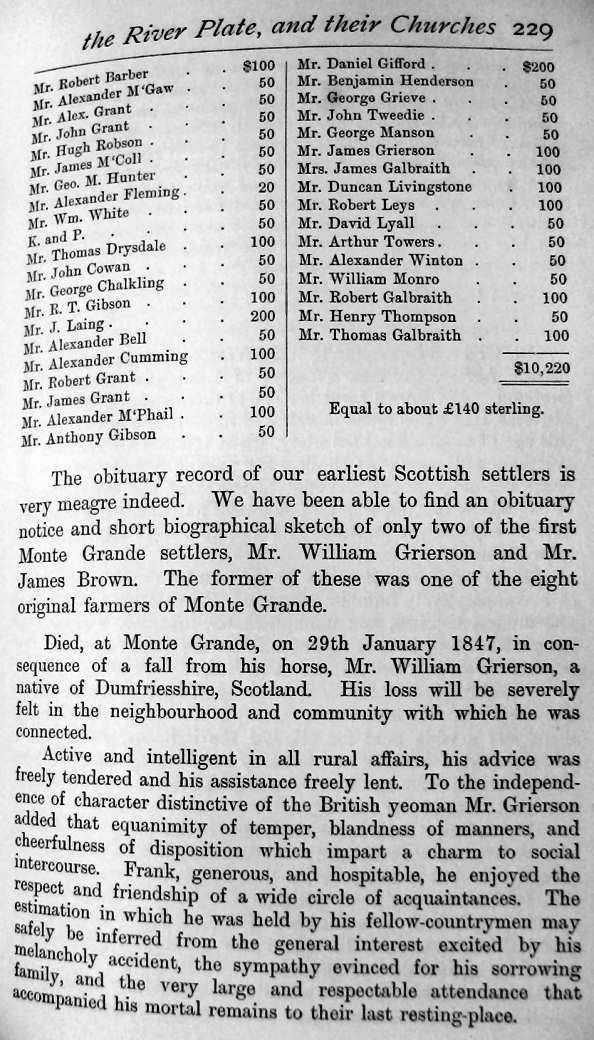 the River Plate, and their Churches 229
Mr. Robert Barber . . $100
Mr. Alexander M'Gaw . . 50
Mr. Alex. Grant . . 50
Mr. John Grant . . 50
Mr. Hugh Robson . . . 50
Mr. James M'Coll . . . 50
Mr. Geo. M. Hunter . . 50
Mr. Alexander Fleming . . 20
Mr. Wm. White . . . 50
K. and P. . . . . 50
Mr. Thomas Drysdale . . 100
Mr. John Cowan . . . 50
Mr. George Chalkling . . 50
Mr. R. T. Gibson . . . 100
Mr. J. Laing . . . . 200
Mr. Alexander Bell . . 50
Mr. Alexander Cumming . 100
Mr. Robert Grant . . . 50
Mr. James Grant . . . 50
Mr. Alexander M'Phail . . 100
Mr. Anthony Gibson . . 50
Mr. Daniel Gifford . . . $200
Mr. Benjamin Henderson . 50
Mr. George Grieve . . . 50
Mr. John Tweedie . . . 50
Mr. George Manson . . 50
Mr. James Grierson . . 100
Mrs. James Galbraith . . 100
Mr. Duncan Livingstone . 100
Mr. Robert Leys . . . 100
Mr. David Lyall . . . 50
Mr. Arthur Towers . . . 50
Mr. Alexander Winton . . 50
Mr. William Monro . . 50
Mr. Robert Galbraith . . 100
Mr. Henry Thompson . . 50
Mr. Thomas Galbraith . . 100
$10,220
Equal to about £140 sterling.
The obituary record of our earliest Scottish settlers is
very meagre indeed. We have been able to find an obituary
notice and short biographical sketch of only two of the first
Monte Grande settlers, Mr. William Grierson and Mr.
James Brown. The former of these was one of the eight
original farmers of Monte Grande.
Died, at Monte Grande, on 29th January 1847, in con-
sequence of a fall from his horse, Mr. William Grierson, a
native of Dumfriesshire, Scotland. His loss will be severely
felt in the neighbourhood and community with which he was
connected.
Active and intelligent in all rural affairs, his advice was
freely tendered and his assistance freely lent. To the independ-
ence of character distinctive of the British yeoman Mr. Grierson
added that equanimity of temper, blandness of manners, and
cheerfulness of disposition which impart a charm to social
intercourse. Frank, generous, and hospitable, he enjoyed the
respect and friendship of a wide circle of acquaintances. The
estimation in which he was held by his fellow-countrymen may
safely be inferred from the general interest excited by his
melancholy accident, the sympathy evinced for his sorrowing
family, and the very large and respectable attendance that
accompanied his mortal remains to their last resting-place.